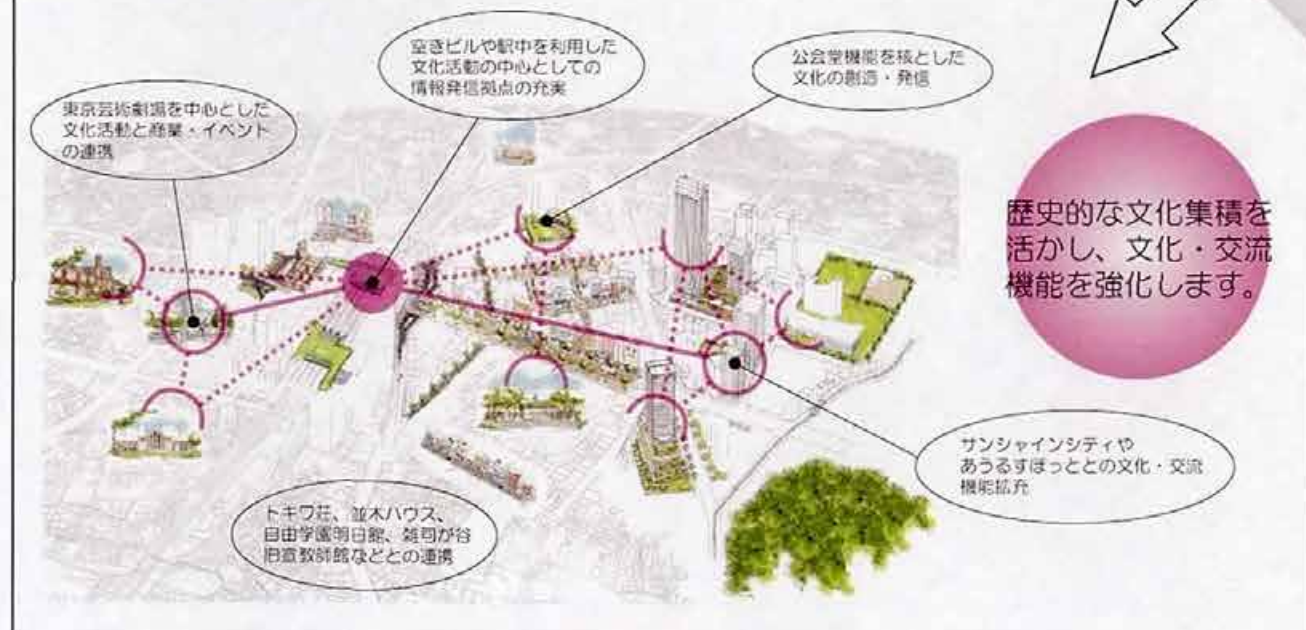 空きビルや駅中を利用した
文化活動の中心としての
情報発信拠点の充実
公会堂機能を核とした
文化の創造・発信
東京芸術劇場を中心とした
文化活動と商業・イベント
の連携
歴史的な文化集積を
活かし、文化・交流
機能を強化します。
サンシャインシティや
あうるすぽっととの文化・交流
機能拡充
トキワ荘、並木ハウス、
自由学園明日館、雑司が谷
旧宣教師館などとの連携